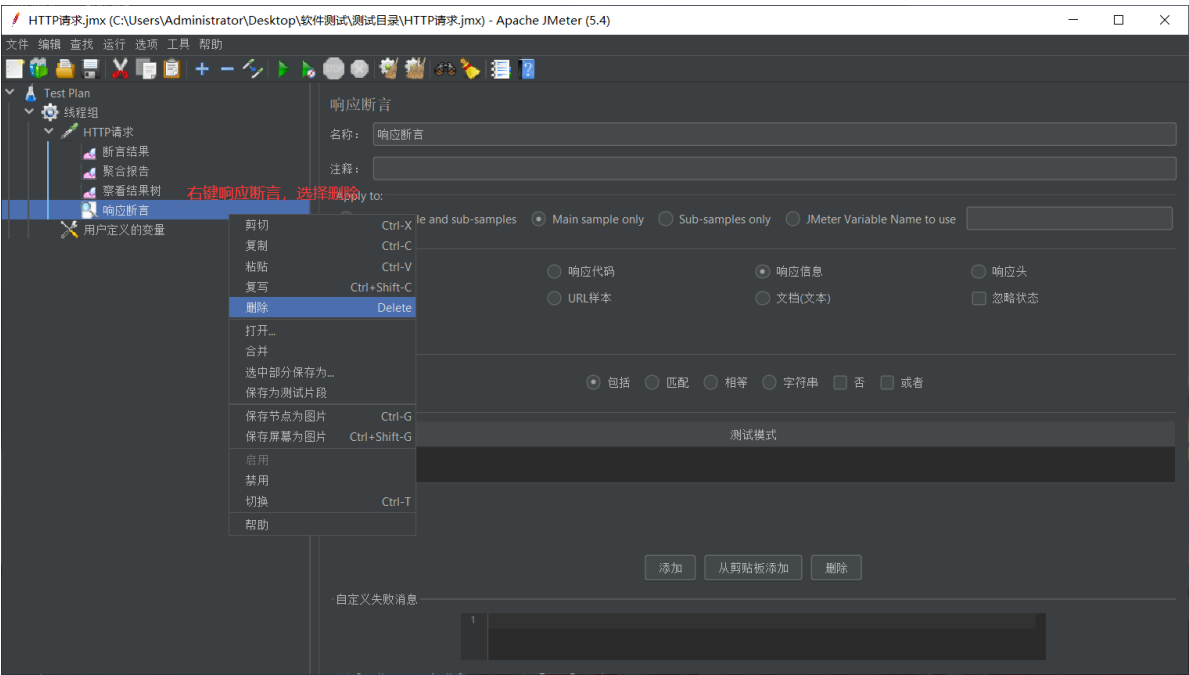 HTTP请求.jmx (C:\Users\Administrator\Desktop\软件测试\测试目录\HTTP请求.jmx) - Apache JMeter (5.4)
文件 编辑 查找 运行 选项 工具 帮助
Test Plan
线程组
HTTP请求
断言结果
聚合报告
察看结果树
响应断言
用户定义的变量
右键响应断言，选择删除
剪切 Ctrl-X
复制 Ctrl-C
粘贴 Ctrl-V
复写 Ctrl+Shift-C
删除 Delete
打开...
合并
选中部分保存为...
保存为测试片段
保存节点为图片 Ctrl-G
保存屏幕为图片 Ctrl+Shift-G
启用
禁用
切换 Ctrl-T
帮助
响应断言
名称： 响应断言
注释：
Apply to:
le and sub-samples Main sample only Sub-samples only JMeter Variable Name to use
响应代码 响应信息 响应头
URL样本 文档(文本) 忽略状态
包括 匹配 相等 字符串 否 或者
测试模式
添加 从剪贴板添加 删除
自定义失败消息
1